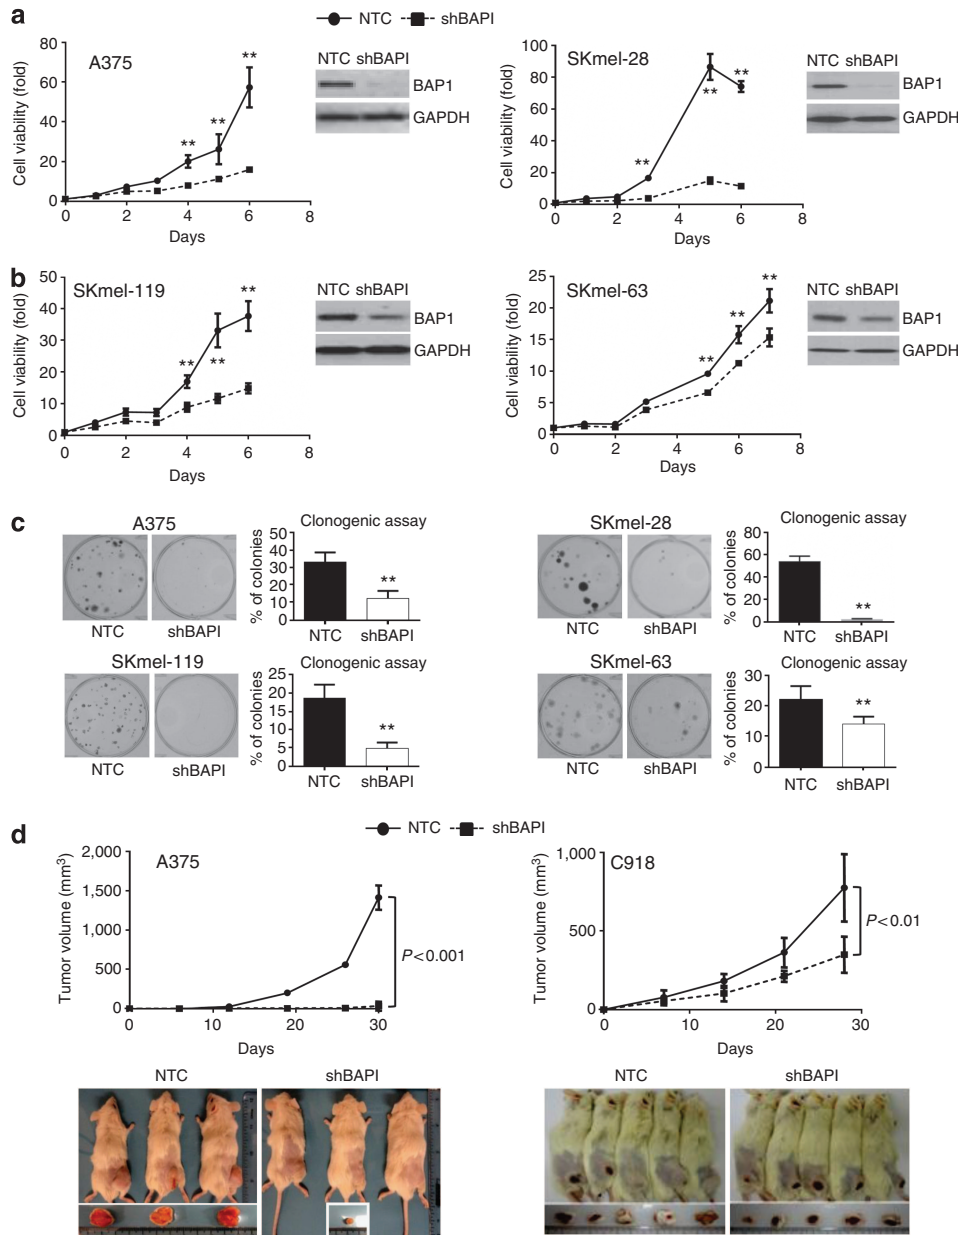 a
NTC shBAPI
A375
Cell viability (fold)
80
60
40
20
0
** ** **
0 2 4 6 8
Days
NTC shBAPI
BAP1
GAPDH
SKmel-28
Cell viability (fold)
100
80
60
40
20
0
** ** **
0 2 4 6 8
Days
NTC shBAPI
BAP1
GAPDH
b
SKmel-119
Cell viability (fold)
50
40
30
20
10
0
** ** **
0 2 4 6 8
Days
NTC shBAPI
BAP1
GAPDH
SKmel-63
Cell viability (fold)
25
20
15
10
5
0
** ** **
0 2 4 6 8
Days
NTC shBAPI
BAP1
GAPDH
c
A375
NTC shBAPI
Clonogenic assay
% of colonies
50
40
30
20
10
0
**
NTC shBAPI
SKmel-28
NTC shBAPI
Clonogenic assay
% of colonies
80
60
40
20
0
**
NTC shBAPI
SKmel-119
NTC shBAPI
Clonogenic assay
% of colonies
25
20
15
10
5
0
**
NTC shBAPI
SKmel-63
NTC shBAPI
Clonogenic assay
% of colonies
30
20
10
0
**
NTC shBAPI
d
NTC shBAPI
A375
Tumor volume (mm³)
2,000
1,500
1,000
500
0
P<0.001
0 10 20 30
Days
C918
Tumor volume (mm³)
1,000
500
0
P<0.01
0 10 20 30
Days
NTC shBAPI
NTC shBAPI